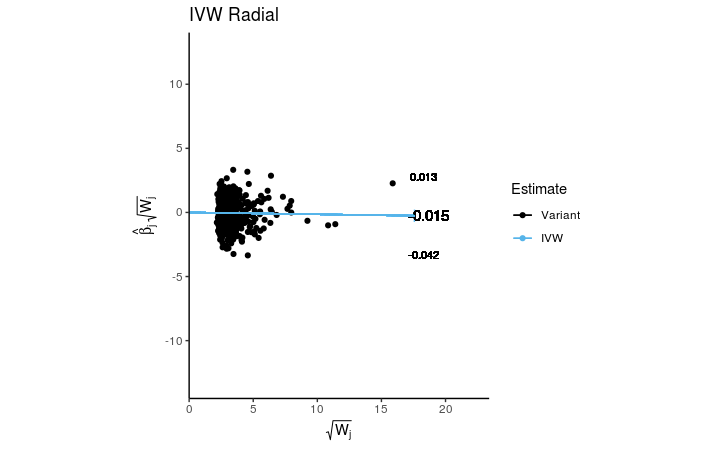 IVW Radial
10
5
0
-5
-10
β̂j√Wj
0 5 10 15 20
√Wj
0.013
-0.015
-0.042
Estimate
Variant
IVW